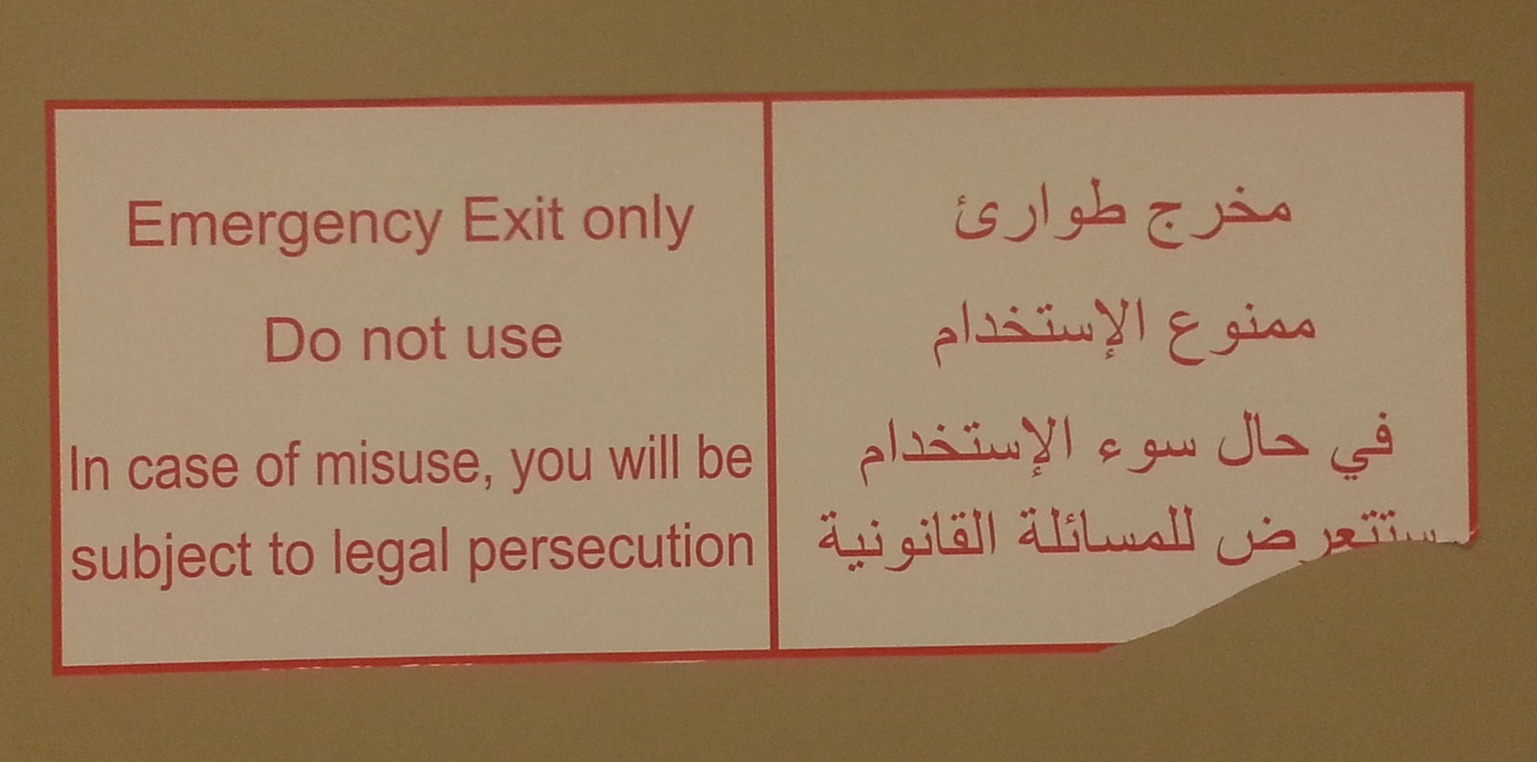 Emergency Exit only
Do not use
In case of misuse, you will be
subject to legal persecution
مخرج طوارئ
ممنوع الإستخدام
في حال سوء الإستخدام
ستتعرض للمسائلة القانونية